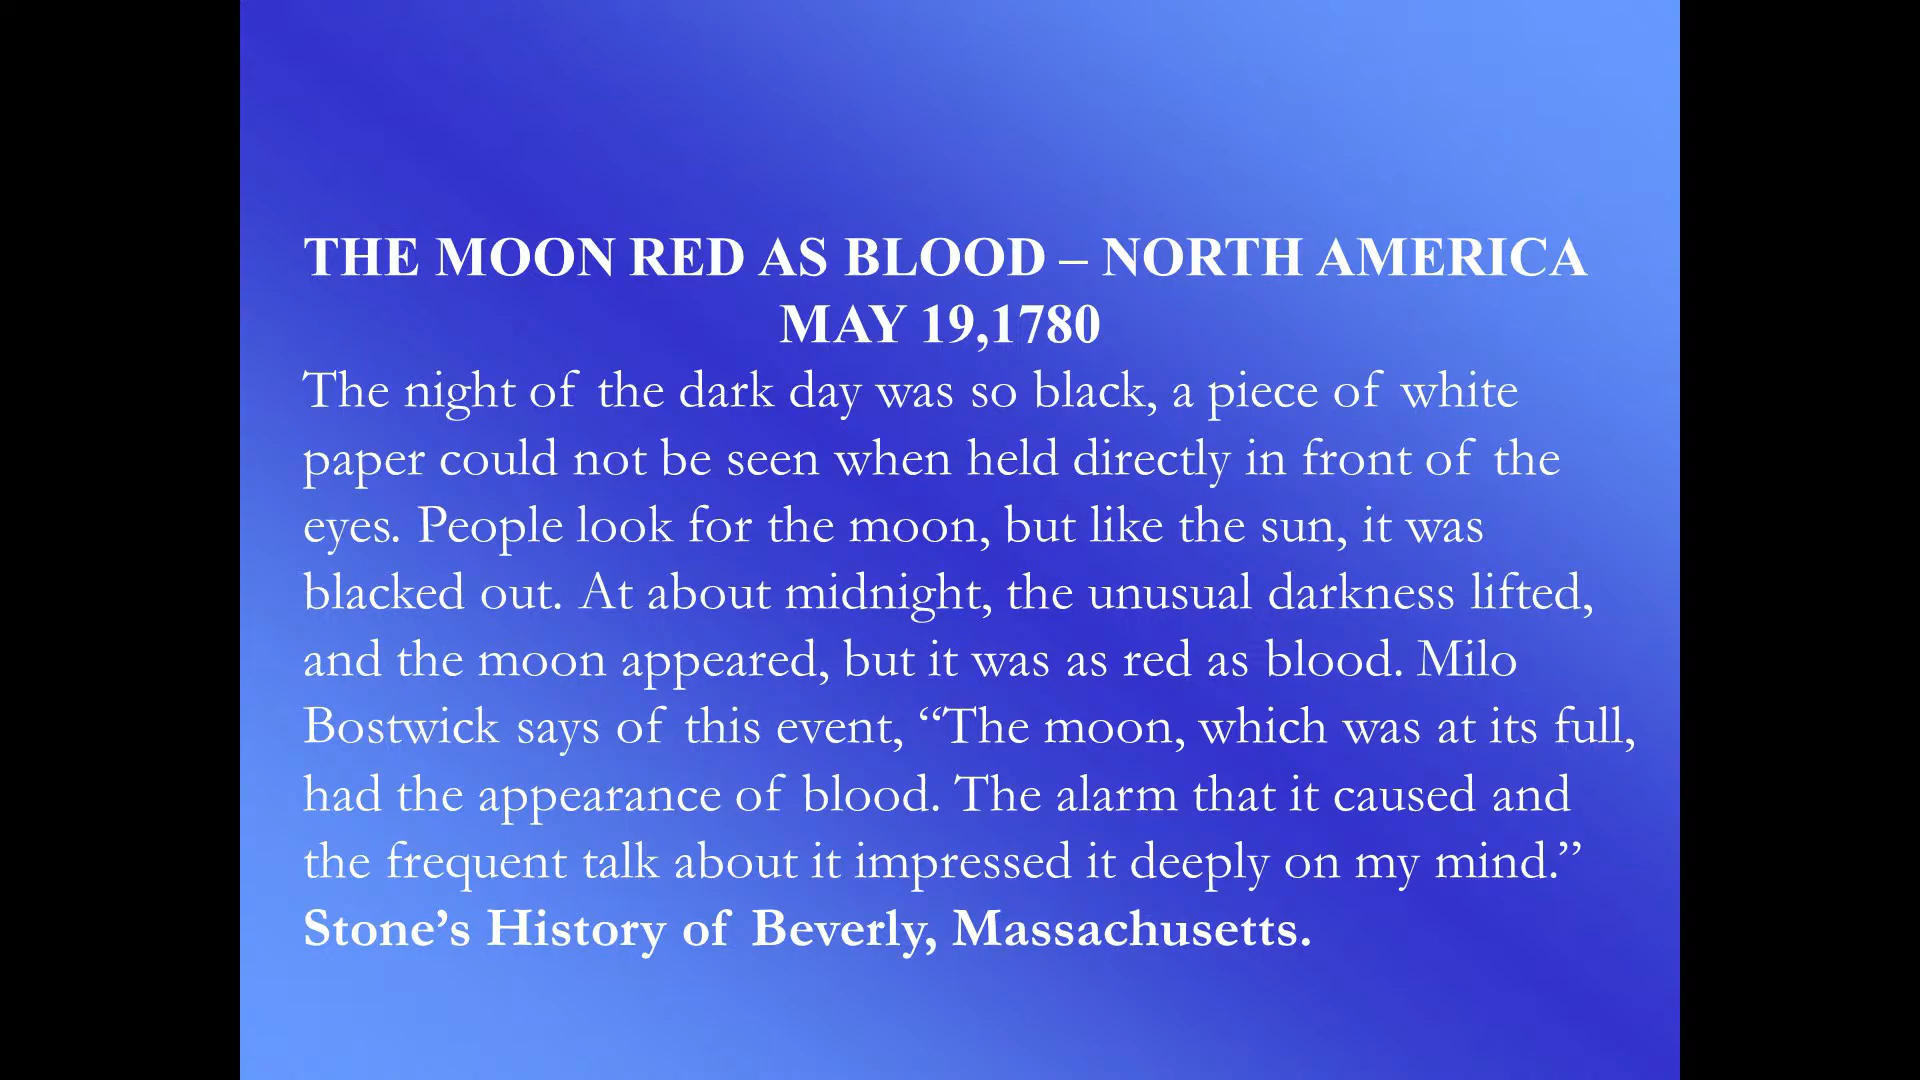 THE MOON RED AS BLOOD – NORTH AMERICA
MAY 19,1780
The night of the dark day was so black, a piece of white
paper could not be seen when held directly in front of the
eyes. People look for the moon, but like the sun, it was
blacked out. At about midnight, the unusual darkness lifted,
and the moon appeared, but it was as red as blood. Milo
Bostwick says of this event, “The moon, which was at its full,
had the appearance of blood. The alarm that it caused and
the frequent talk about it impressed it deeply on my mind.”
Stone’s History of Beverly, Massachusetts.